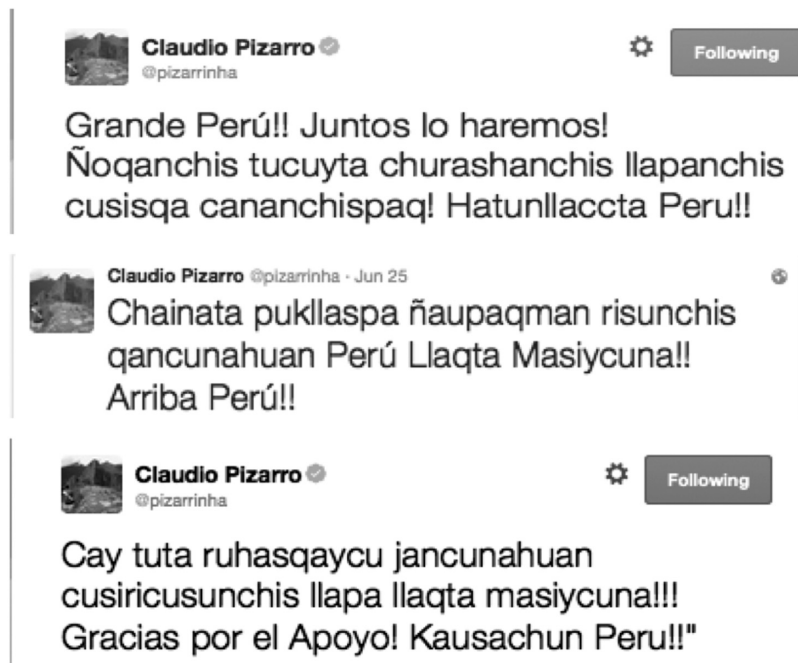 Claudio Pizarro
@pizarrinha
Following
Grande Perú!! Juntos lo haremos!
Ñoqanchis tucuyta churashanchis llapanchis
cusisqa cananchispaq! Hatunllaccta Peru!!
Claudio Pizarro @pizarrinha · Jun 25
Chainata pukllaspa ñaupaqman risunchis
qancunahuan Perú Llaqta Masiycuna!!
Arriba Perú!!
Claudio Pizarro
@pizarrinha
Following
Cay tuta ruhasqaycu jancunahuan
cusiricusunchis llapa llaqta masiycuna!!!
Gracias por el Apoyo! Kausachun Peru!!"